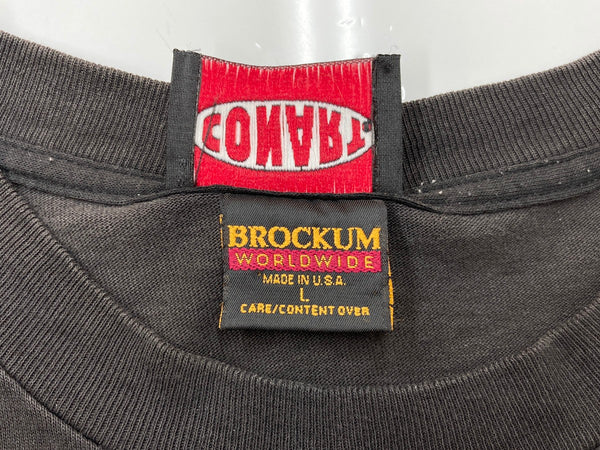 CONART
BROCKUM
WORLDWIDE
MADE IN U.S.A.
L
CARE/CONTENT OVER